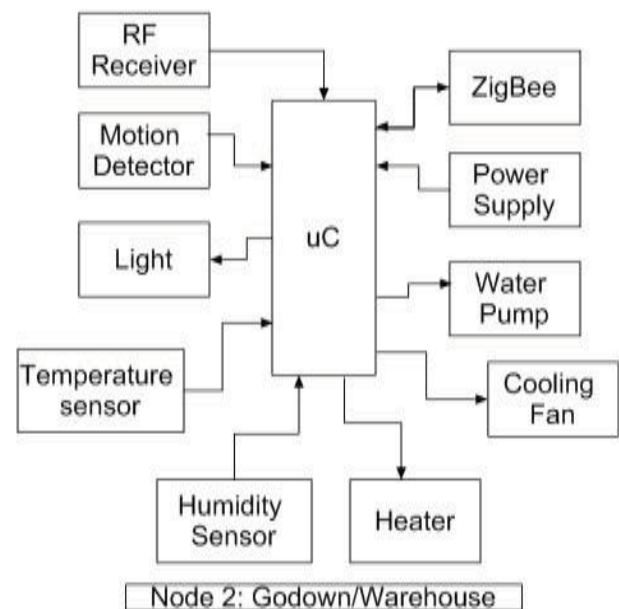 RF
Receiver
ZigBee
Motion
Detector
Power
Supply
uC
Light
Water
Pump
Temperature
sensor
Cooling
Fan
Humidity
Sensor
Heater
Node 2: Godown/Warehouse